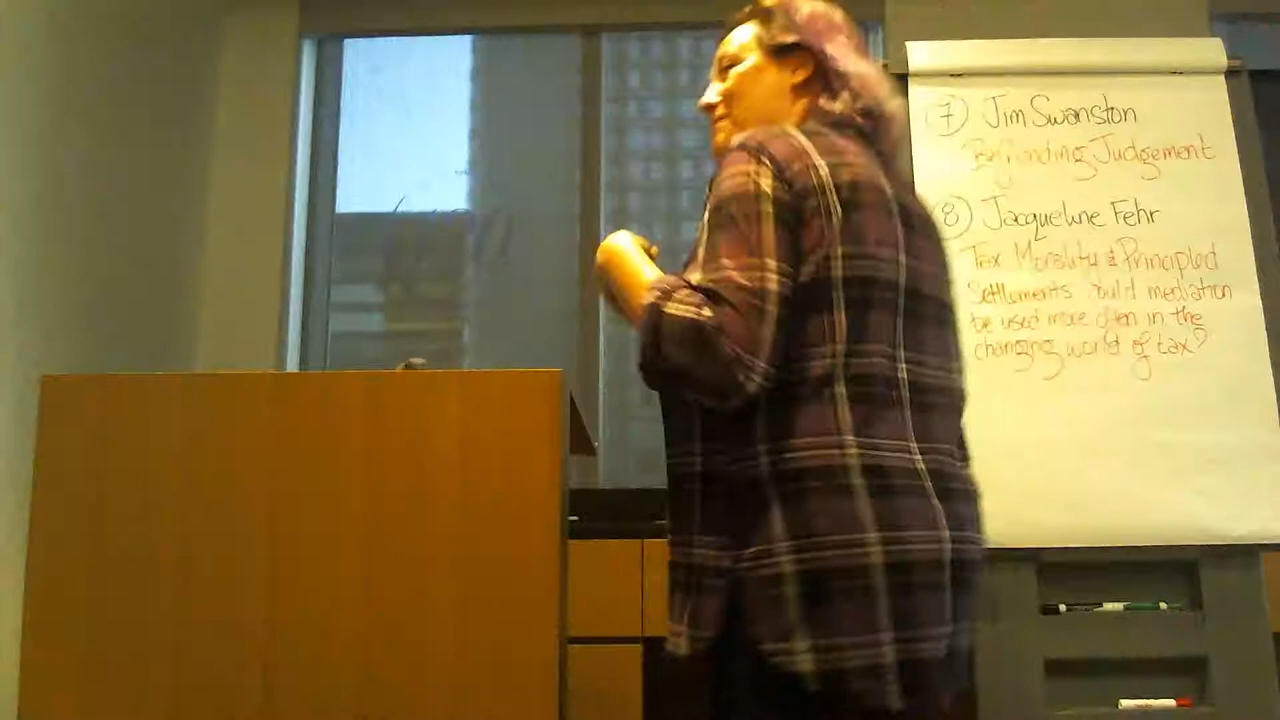 (7) Jim Swanston
Judgement
(8) Jacqueline Fehr
Tax Morality & Principled
Settlements could mediation
be used more often in the
changing world of tax?